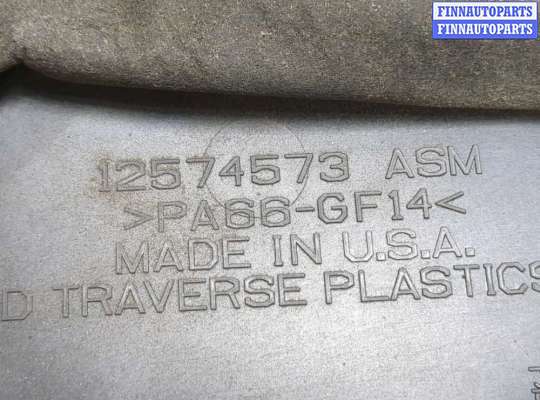 FINNAUTOPARTS
FINNAUTOPARTS
12574573 ASM
>PA66-GF14<
MADE IN U.S.A.
D TRAVERSE PLASTICS